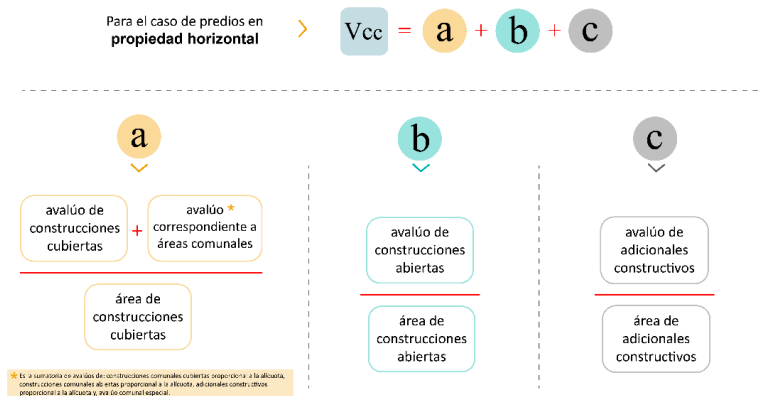 Para el caso de predios en
propiedad horizontal
Vcc = a + b + c
a
avalúo de
construcciones
cubiertas
+
avalúo *
correspondiente a
áreas comunales
área de
construcciones
cubiertas
* Es la sumatoria de avalúos de: construcciones comunales cubiertas proporcional a la alícuota,
construcciones comunales abiertas proporcional a la alícuota, adicionales constructivos
proporcional a la alícuota y, avalúo comunal especial.
b
avalúo de
construcciones
abiertas
área de
construcciones
abiertas
c
avalúo de
adicionales
constructivos
área de
adicionales
constructivos